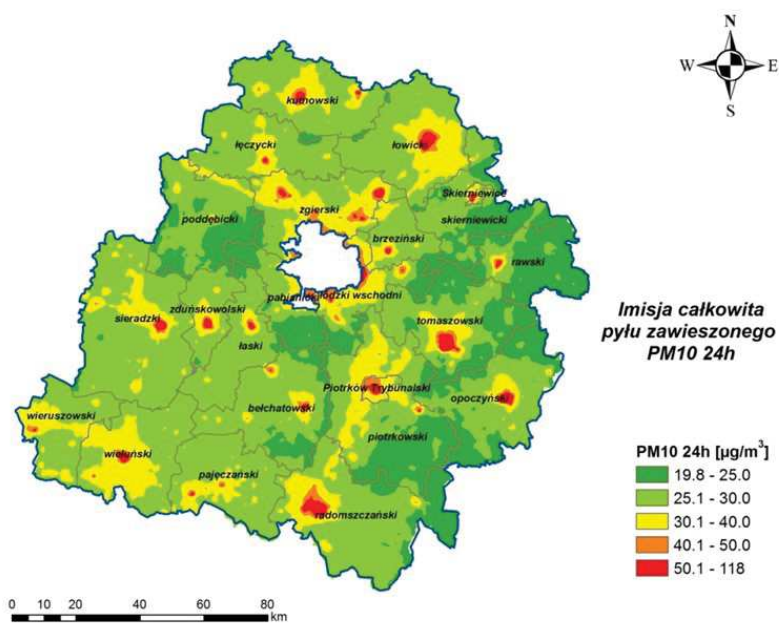 N
W E
S
kutnowski
łęczycki
łowicki
Skierniewice
zgierski
poddębicki
skierniewicki
brzeziński
rawski
pabianicki łódzki wschodni
zduńskowolski
sieradzki
tomaszowski
łaski
Imisja całkowita
pyłu zawieszonego
PM10 24h
Piotrków Trybunalski
opoczyński
bełchatowski
wieruszowski
piotrkowski
wieluński
pajęczański
radomszczański
PM10 24h [µg/m³]
19.8 - 25.0
25.1 - 30.0
30.1 - 40.0
40.1 - 50.0
50.1 - 118
0 10 20 40 60 80
km